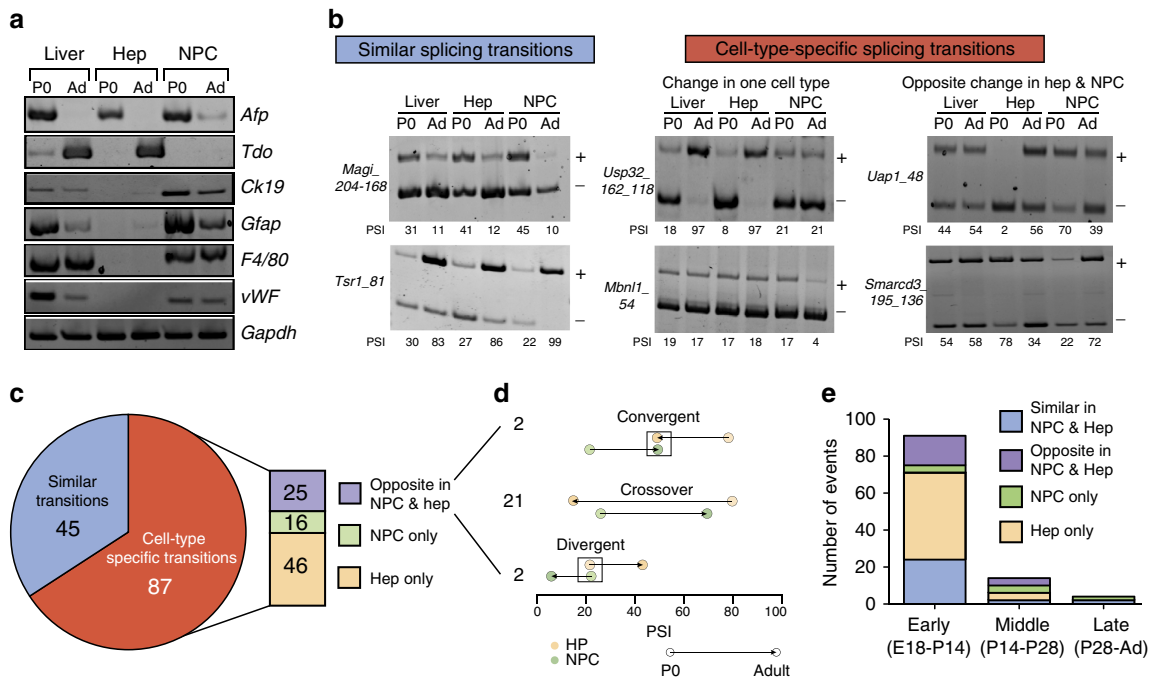 a
Liver Hep NPC
P0 Ad P0 Ad P0 Ad
Afp
Tdo
Ck19
Gfap
F4/80
vWF
Gapdh
b
Similar splicing transitions
Liver Hep NPC
P0 Ad P0 Ad P0 Ad
Magi_
204-168
+
–
PSI 31 11 41 12 45 10
Tsr1_81
+
–
PSI 30 83 27 86 22 99
Cell-type-specific splicing transitions
Change in one cell type
Liver Hep NPC
P0 Ad P0 Ad P0 Ad
Usp32_
162_118
+
–
PSI 18 97 8 97 21 21
Mbnl1_
54
+
–
PSI 19 17 17 18 17 4
Opposite change in hep & NPC
Liver Hep NPC
P0 Ad P0 Ad P0 Ad
Uap1_48
+
–
PSI 44 54 2 56 70 39
Smarcd3_
195_136
+
–
PSI 54 58 78 34 22 72
c
Similar
transitions
45
Cell-type
specific transitions
87
25
16
46
Opposite in
NPC & hep
NPC only
Hep only
d
2
Convergent
21
Crossover
Divergent
2
0 20 40 60 80 100
PSI
HP
NPC
P0 Adult
e
Number of events
100
80
60
40
20
0
Early
(E18-P14)
Middle
(P14-P28)
Late
(P28-Ad)
Similar in
NPC & Hep
Opposite in
NPC & Hep
NPC only
Hep only